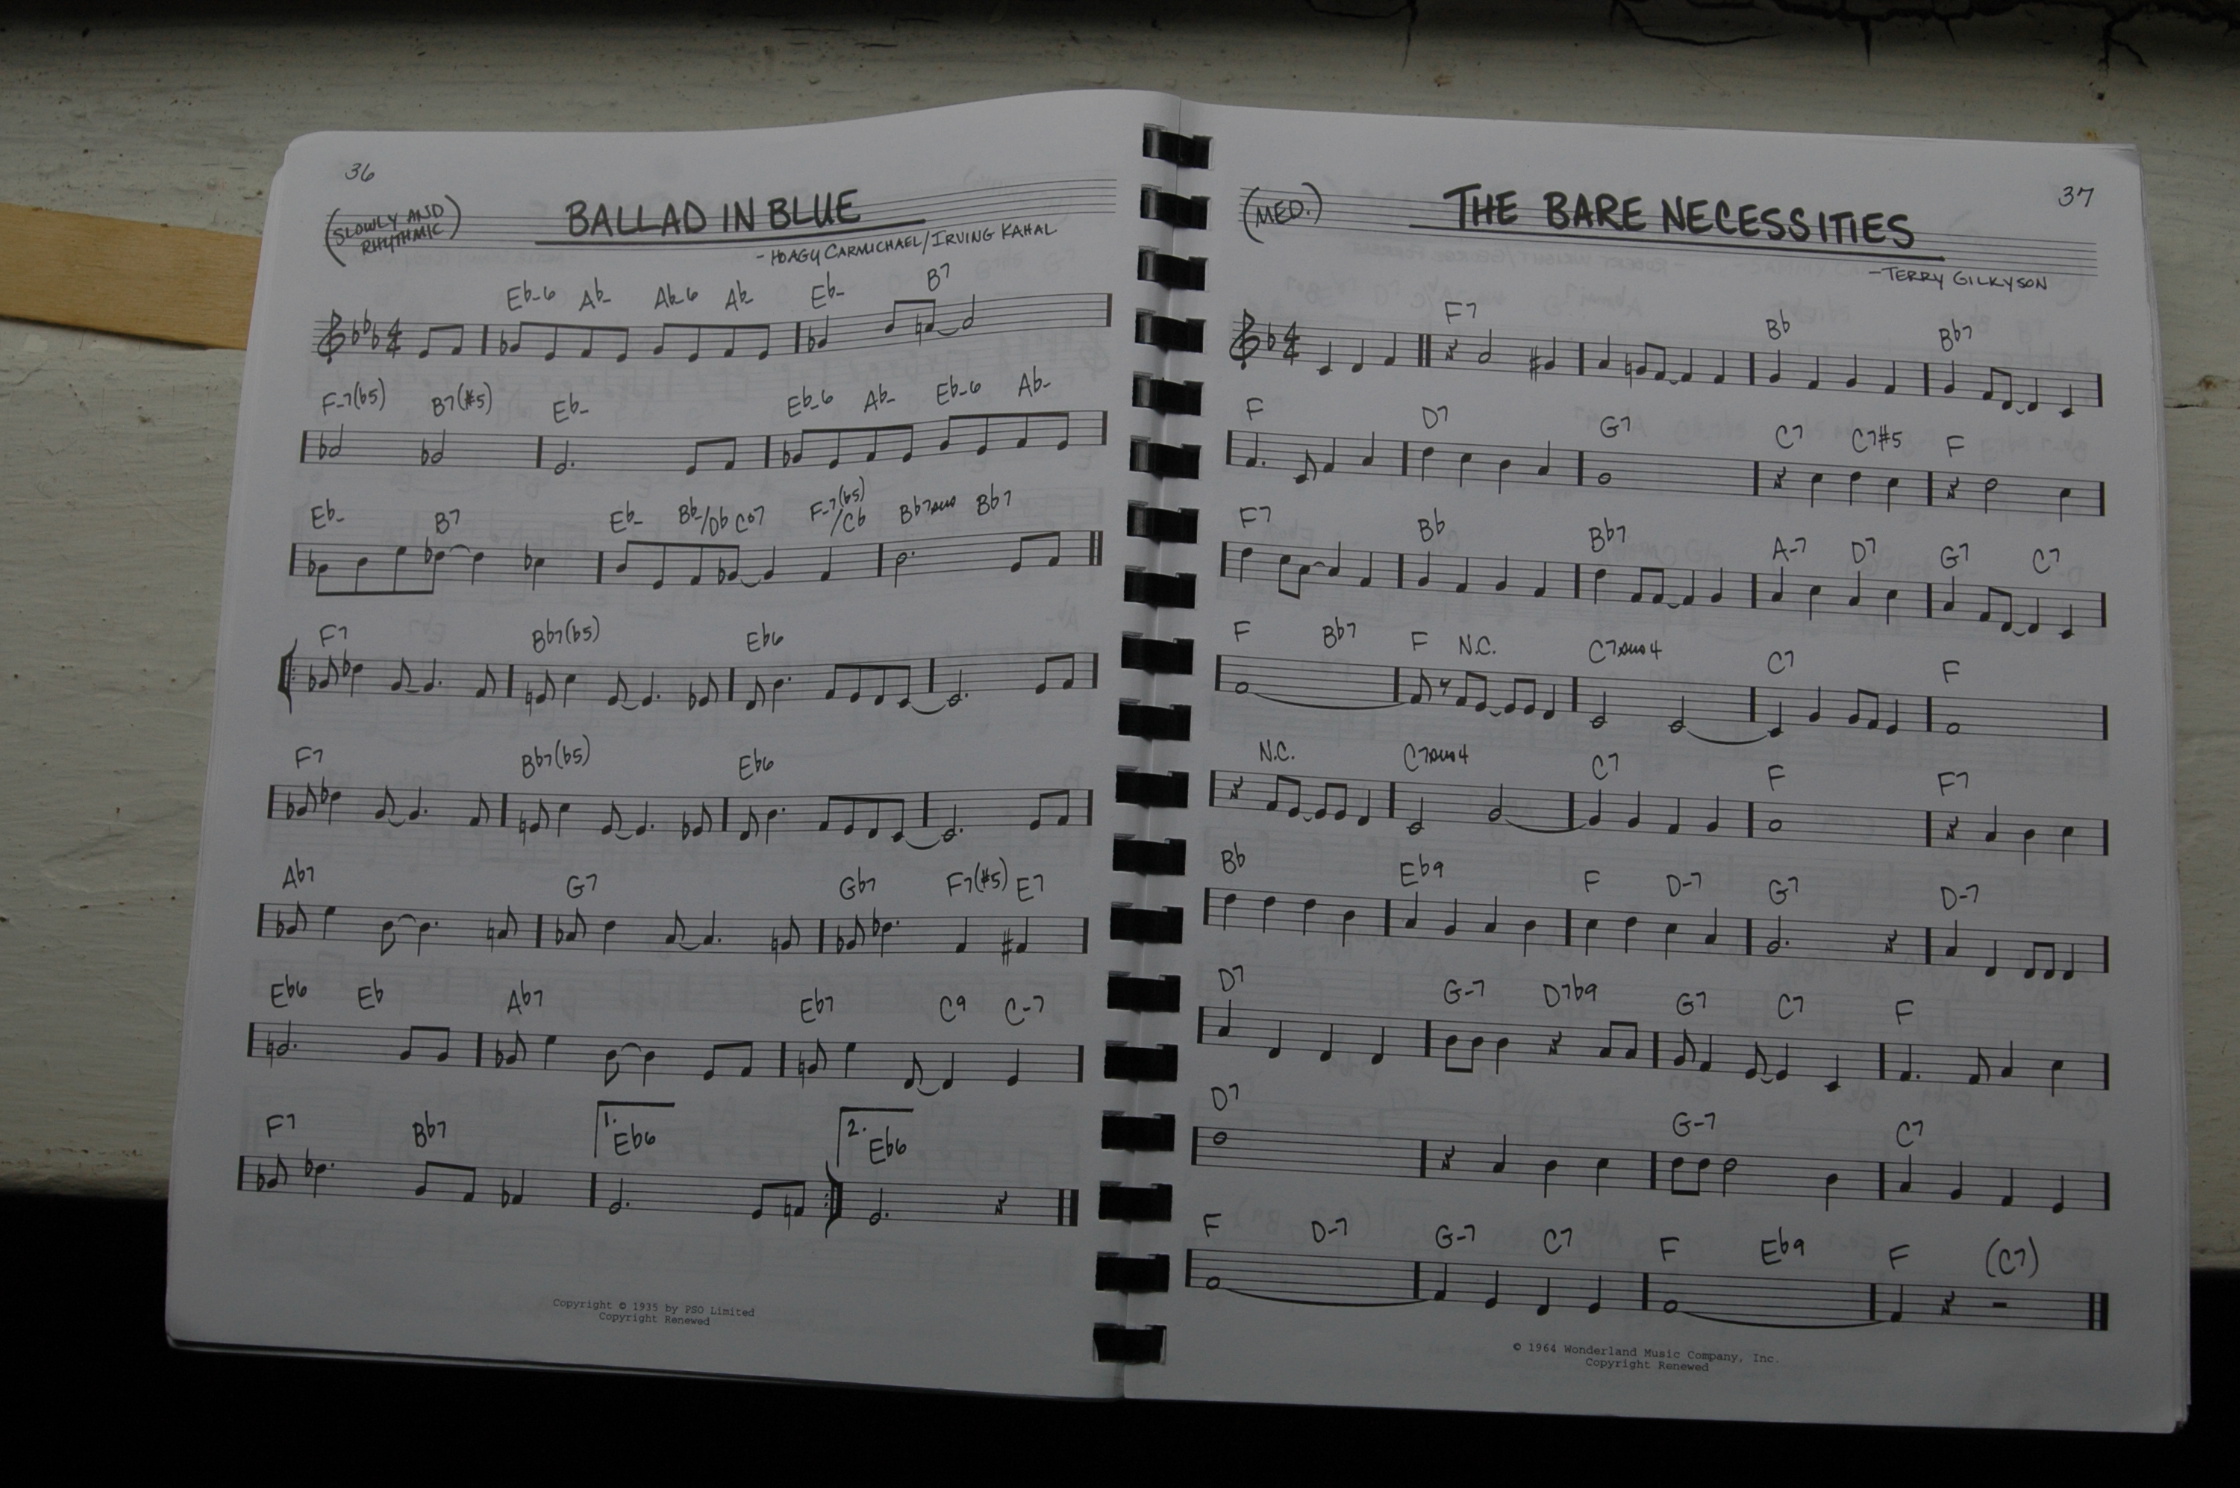 36
(SLOWLY AND
RHYTHMIC)
BALLAD IN BLUE
- HOAGY CARMICHAEL/IRVING KAHAL
Eb-6 Ab- Ab-6 Ab- Eb- B7
F-7(b5) B7(#5) Eb- Eb-6 Ab- Eb-6 Ab-
Eb- B7 Eb- Bb-/Db C°7 F-7(b5)/Cb Bb7sus Bb7
F7 Bb7(b5) Eb6
F7 Bb7(b5) Eb6
Ab7 G7 Gb7 F7(#5) E7
Eb6 Eb Ab7 Eb7 C9 C-7
F7 Bb7 1. Eb6 2. Eb6
Copyright © 1935 by PSO Limited
Copyright Renewed
37
(MED.)
THE BARE NECESSITIES
- TERRY GILKYSON
F7 Bb Bb7
F D7 G7 C7 C7#5 F
F7 Bb Bb7 A-7 D7 G7 C7
F Bb7 F N.C. C7sus4 C7 F
N.C. C7sus4 C7 F F7
Bb Eb9 F D-7 G7 D-7
D7 G-7 D7b9 G7 C7 F
D7 G-7 C7
F D-7 G-7 C7 F Eb9 F (C7)
© 1964 Wonderland Music Company, Inc.
Copyright Renewed